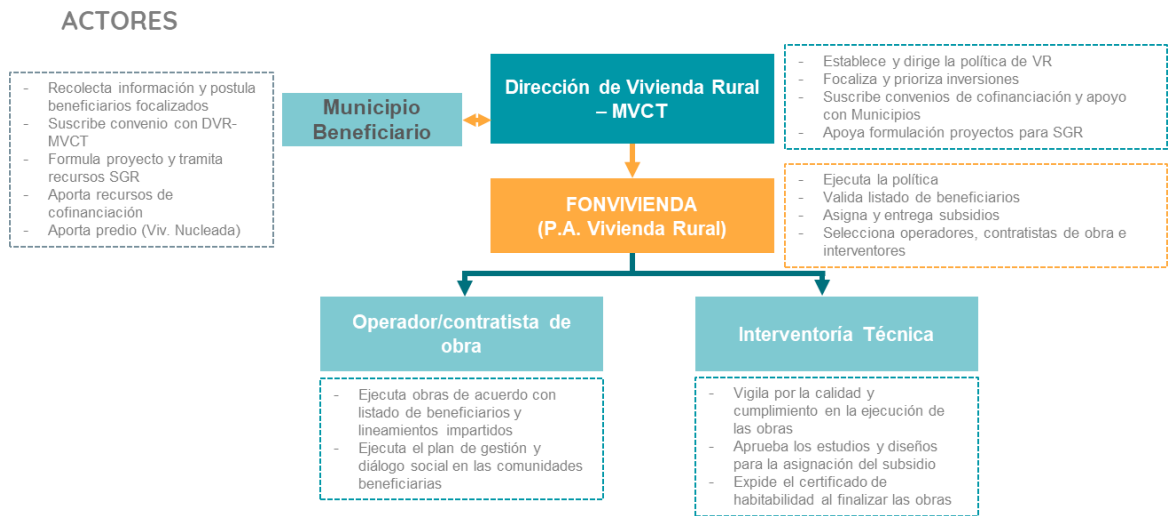 ACTORES
- Recolecta información y postula
beneficiarios focalizados
- Suscribe convenio con DVR-
MVCT
- Formula proyecto y tramita
recursos SGR
- Aporta recursos de
cofinanciación
- Aporta predio (Viv. Nucleada)
Municipio
Beneficiario
Dirección de Vivienda Rural
– MVCT
- Establece y dirige la política de VR
- Focaliza y prioriza inversiones
- Suscribe convenios de cofinanciación y apoyo
con Municipios
- Apoya formulación proyectos para SGR
FONVIVIENDA
(P.A. Vivienda Rural)
- Ejecuta la política
- Valida listado de beneficiarios
- Asigna y entrega subsidios
- Selecciona operadores, contratistas de obra e
interventores
Operador/contratista de
obra
- Ejecuta obras de acuerdo con
listado de beneficiarios y
lineamientos impartidos
- Ejecuta el plan de gestión y
diálogo social en las comunidades
beneficiarias
Interventoría Técnica
- Vigila por la calidad y
cumplimiento en la ejecución de
las obras
- Aprueba los estudios y diseños
para la asignación del subsidio
- Expide el certificado de
habitabilidad al finalizar las obras